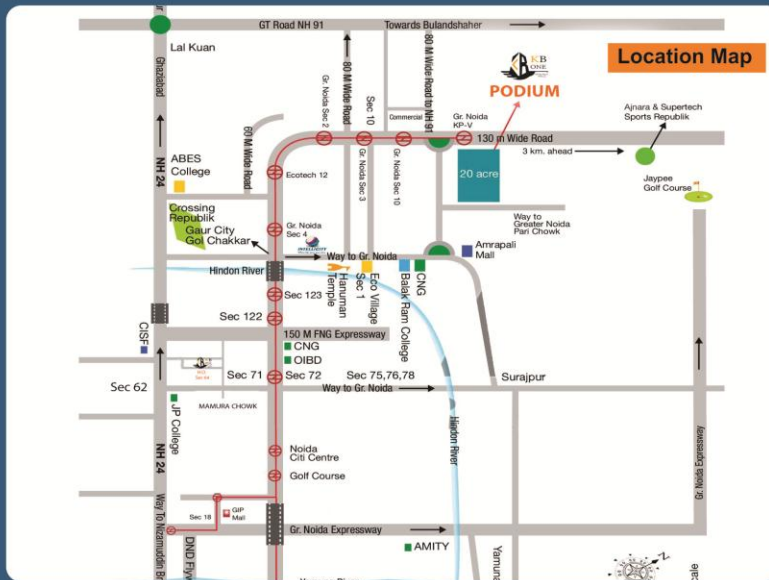 GT Road NH 91
Towards Bulandshaher
Location Map
Lal Kuan
Ghaziabad
80 M Wide Road
80 M Wide Road to NH 91
KB
ONE
PODIUM
Gr. Noida Sec 2
Sec 10
Commercial
Gr. Noida
KP-V
130 m Wide Road
Ajnara & Supertech
Sports Republik
3 km. ahead
60 M Wide Road
NH 24
ABES
College
Ecotech 12
Gr. Noida Sec 3
Gr. Noida Sec 10
20 acre
Jaypee
Golf Course
Crossing
Republik
Gaur City
Gol Chakkar
Gr. Noida
Sec 4
Way to
Greater Noida
Pari Chowk
Way to Gr. Noida
Amrapali
Mall
Hindon River
Hanuman
Temple
Eco Village
Sec 1
Balak Ram College
CNG
Sec 123
Sec 122
150 M FNG Expressway
CISF
CNG
OIBD
Sec 71
Sec 72
Sec 75,76,78
Surajpur
Sec 62
Way to Gr. Noida
MAMURA CHOWK
JP College
Hindon River
NH 24
Noida
Citi Centre
Golf Course
Gr. Noida Expressway
Sec 18
GIP
Mall
Gr. Noida Expressway
Way To Nizamuddin Br
DND Flyw
AMITY
Yamuna
Z
cale